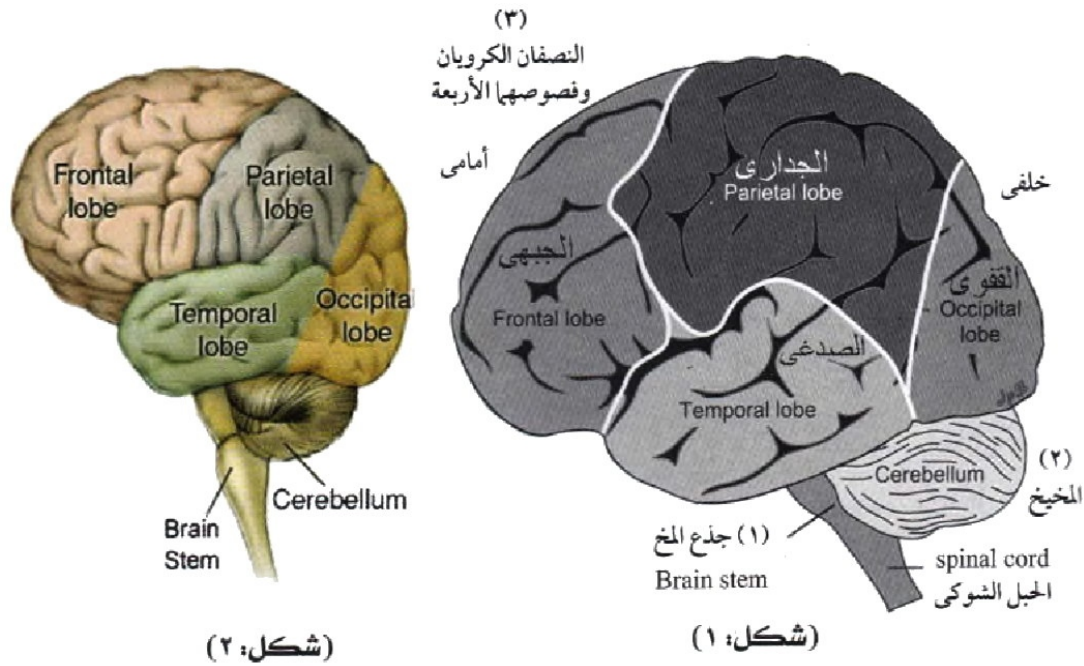 (٣)
النصفان الكرويان
وفصوصهما الأربعة
أمامى
خلفى
الجدارى
Parietal lobe
الجبهى
Frontal lobe
القفوى
Occipital
lobe
الصدغى
Temporal lobe
Cerebellum
(٢)
المخيخ
(١) جذع المخ
Brain stem
spinal cord
الحبل الشوكى
(شكل: ١)
Frontal
lobe
Parietal
lobe
Temporal
lobe
Occipital
lobe
Cerebellum
Brain
Stem
(شكل: ٢)